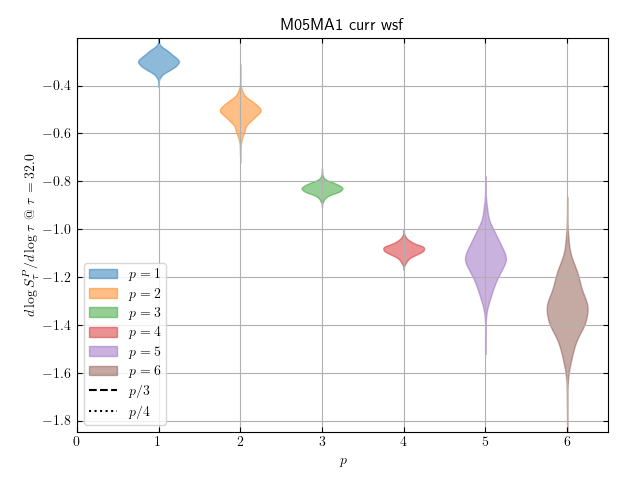 M05MA1 curr wsf
d log S_τ^P / d log τ @ τ = 32.0
−0.4
−0.6
−0.8
−1.0
−1.2
−1.4
−1.6
−1.8
p = 1
p = 2
p = 3
p = 4
p = 5
p = 6
p/3
p/4
0 1 2 3 4 5 6
p